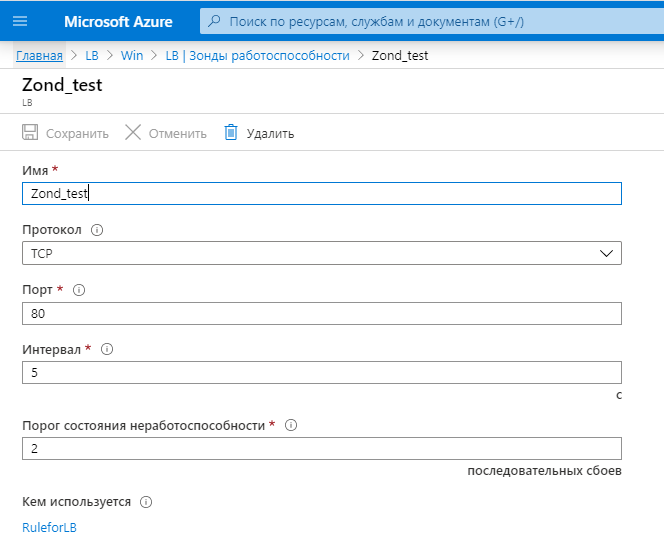 Microsoft Azure
Поиск по ресурсам, службам и документам (G+/)
Главная > LB > Win > LB | Зонды работоспособности > Zond_test
Zond_test
LB
Сохранить Отменить Удалить
Имя *
Zond_test
Протокол
TCP
Порт *
80
Интервал *
5
с
Порог состояния неработоспособности *
2
последовательных сбоев
Кем используется
RuleforLB